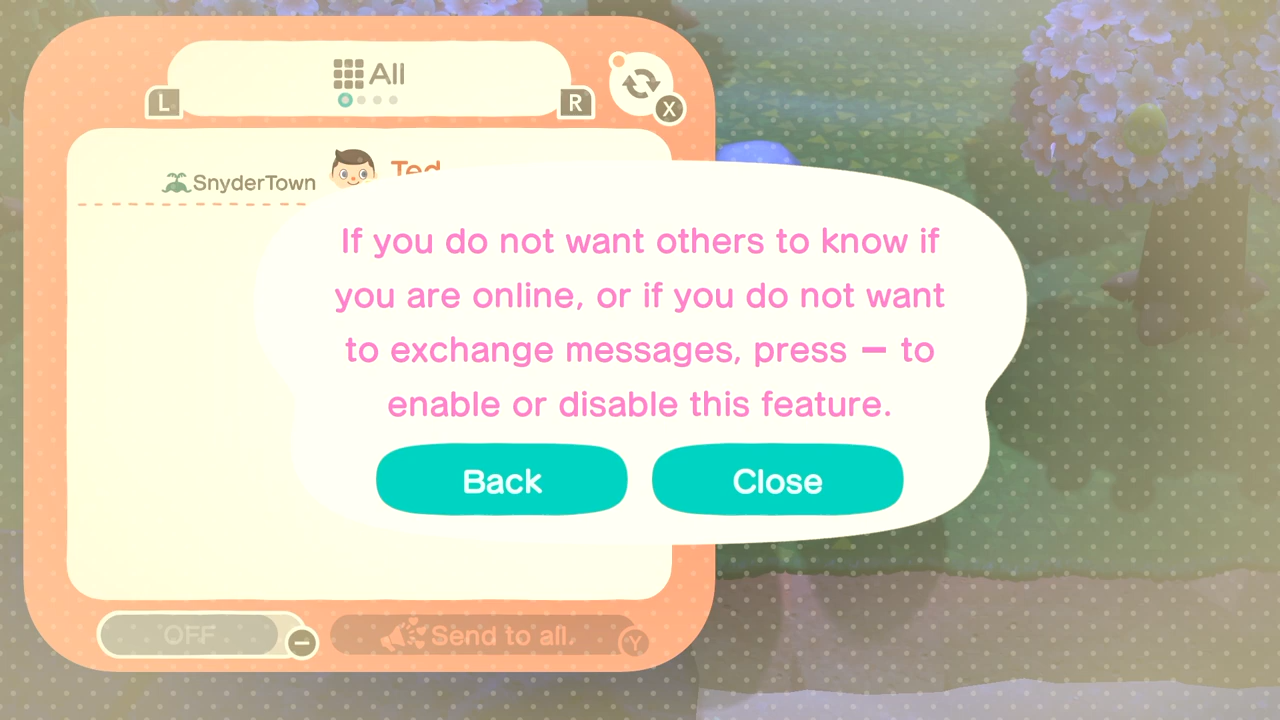 All
L
R
X
SnyderTown
Ted
If you do not want others to know if
you are online, or if you do not want
to exchange messages, press — to
enable or disable this feature.
Back
Close
OFF
Send to all.
Y